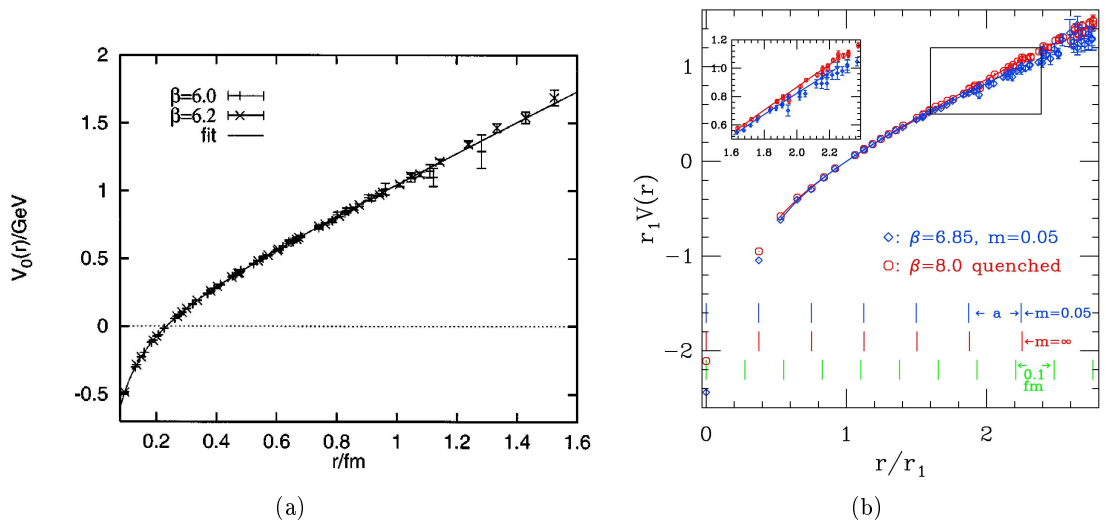 2
1.5
1
0.5
0
-0.5
V₀(r)/GeV
β=6.0
β=6.2
fit
0.2 0.4 0.6 0.8 1 1.2 1.4 1.6
r/fm
(a)
1
0
−1
−2
r₁V(r)
1.2
1.0
0.8
0.6
1.6 1.8 2.0 2.2
◇: β=6.85, m=0.05
○: β=8.0 quenched
← a → ←m=0.05
←m=∞
← →
0.1
fm
0 1 2
r/r₁
(b)